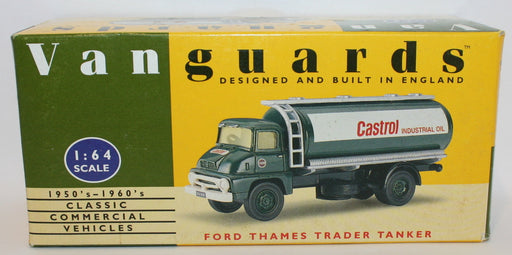 Vanguards™
DESIGNED AND BUILT IN ENGLAND
1:64
SCALE
1950's-1960's
CLASSIC
COMMERCIAL
VEHICLES
Castrol INDUSTRIAL OIL
FORD THAMES TRADER TANKER